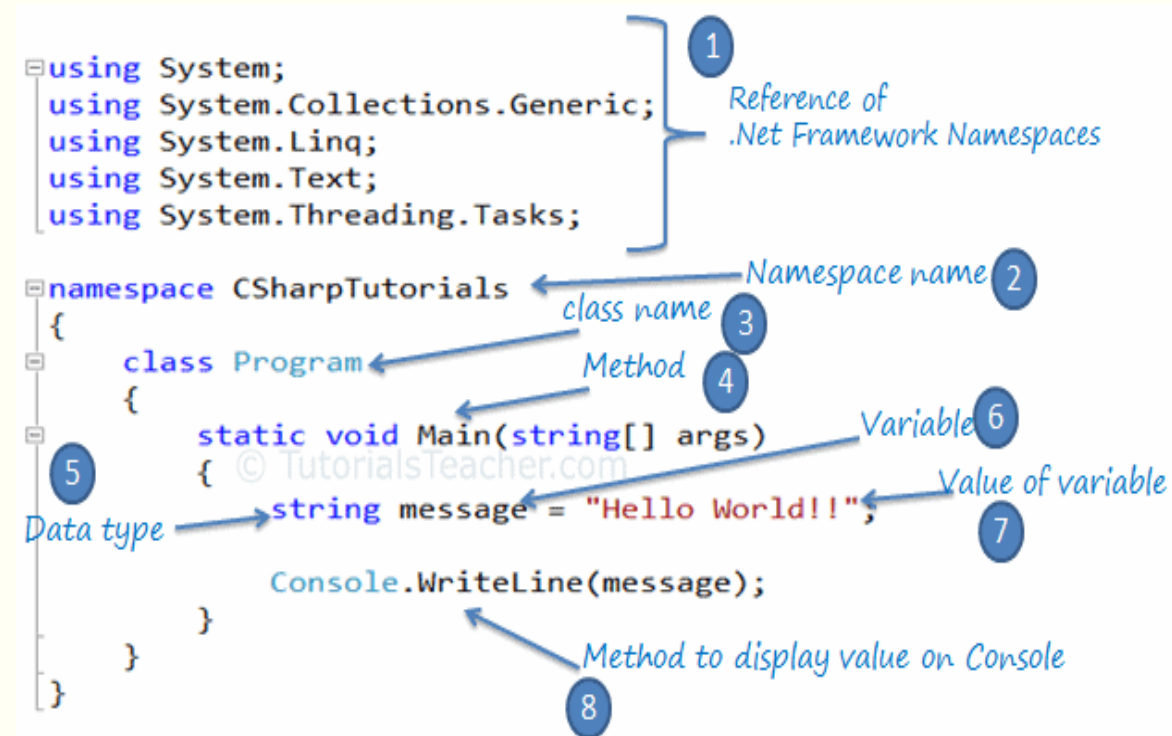 1
using System;
using System.Collections.Generic;
using System.Linq;
using System.Text;
using System.Threading.Tasks;
Reference of
.Net Framework Namespaces
namespace CSharpTutorials
Namespace name 2
{
class name 3
class Program
Method 4
{
static void Main(string[] args)
Variable 6
5
{ © TutorialsTeacher.com
Data type
string message = "Hello World!!";
Value of variable
7
Console.WriteLine(message);
}
Method to display value on Console
8
}
}